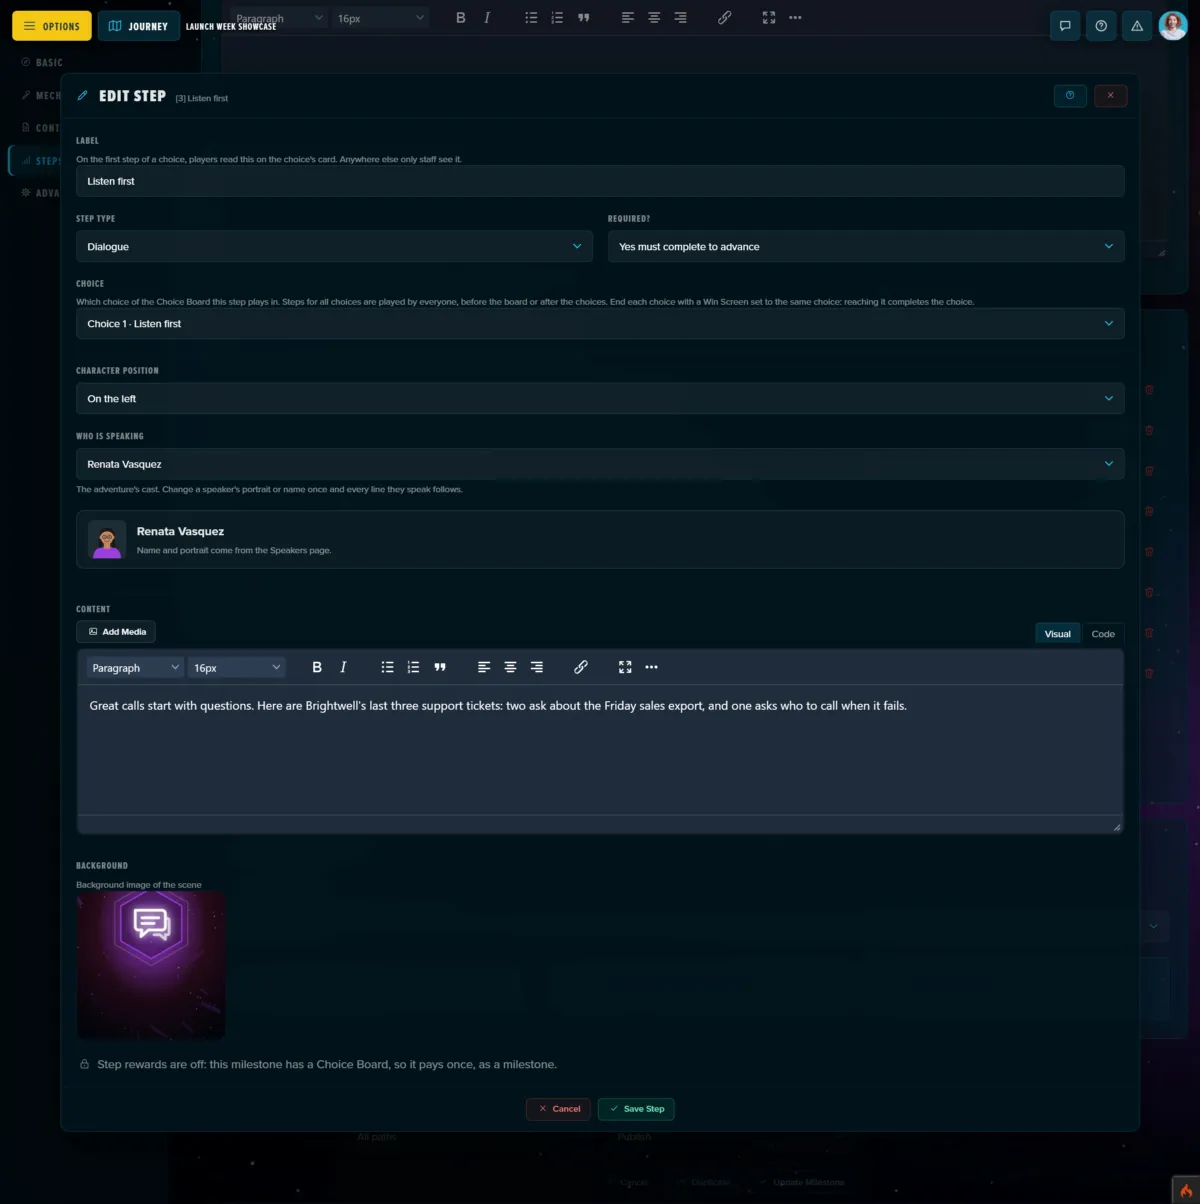 OPTIONS
JOURNEY
LAUNCH WEEK SHOWCASE
Paragraph
16px
BASIC
MECH
CONT
STEPS
ADVA
EDIT STEP
[3] Listen first
LABEL
On the first step of a choice, players read this on the choice's card. Anywhere else only staff see it.
Listen first
STEP TYPE
REQUIRED?
Dialogue
Yes must complete to advance
CHOICE
Which choice of the Choice Board this step plays in. Steps for all choices are played by everyone, before the board or after the choices. End each choice with a Win Screen set to the same choice: reaching it completes the choice.
Choice 1 · Listen first
CHARACTER POSITION
On the left
WHO IS SPEAKING
Renata Vasquez
The adventure's cast. Change a speaker's portrait or name once and every line they speak follows.
Renata Vasquez
Name and portrait come from the Speakers page.
CONTENT
Add Media
Visual
Code
Paragraph
16px
Great calls start with questions. Here are Brightwell's last three support tickets: two ask about the Friday sales export, and one asks who to call when it fails.
BACKGROUND
Background image of the scene
Step rewards are off: this milestone has a Choice Board, so it pays once, as a milestone.
Cancel
Save Step
All paths
Publish
Cancel
Duplicate
Update Milestone